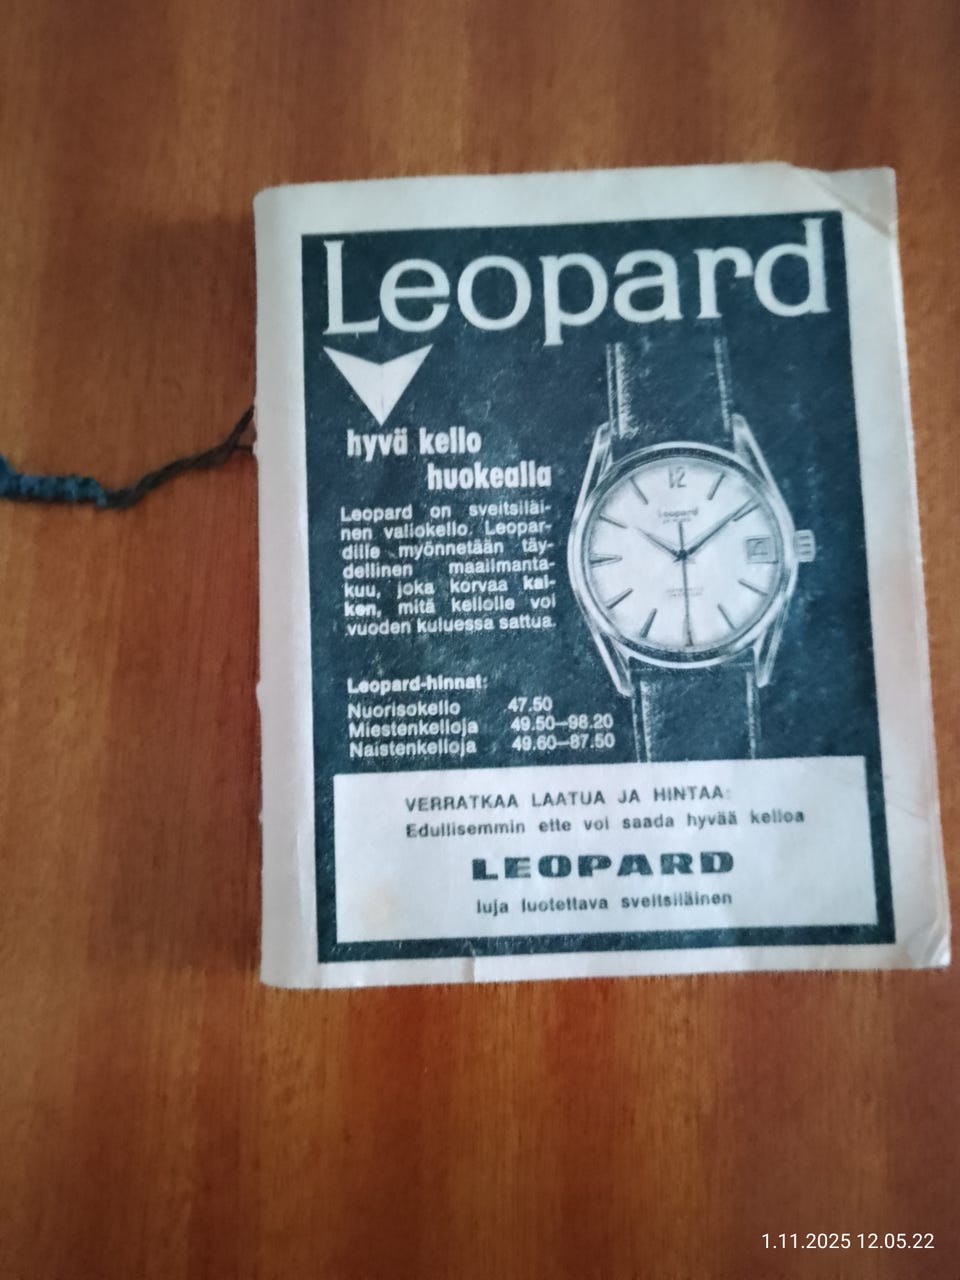 Leopard
hyvä kello
huokealla
Leopard on sveitsiläi-
nen valiokello. Leopar-
dille myönnetään täy-
dellinen maailmanta-
kuu, joka korvaa kai-
ken, mitä kellolle voi
vuoden kuluessa sattua.
Leopard-hinnat:
Nuorisokello 47.50
Miestenkelloja 49.50—98.20
Naistenkelloja 49.60—87.50
12
Leopard
VERRATKAA LAATUA JA HINTAA:
Edullisemmin ette voi saada hyvää kelloa
LEOPARD
luja luotettava sveitsiläinen
1.11.2025 12.05.22